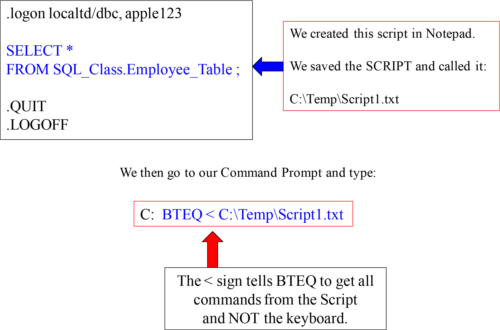 .logon localtd/dbc, apple123
SELECT *
FROM SQL_Class.Employee_Table ;
.QUIT
.LOGOFF
We created this script in Notepad.
We saved the SCRIPT and called it:
C:\Temp\Script1.txt
We then go to our Command Prompt and type:
C: BTEQ < C:\Temp\Script1.txt
The < sign tells BTEQ to get all
commands from the Script
and NOT the keyboard.